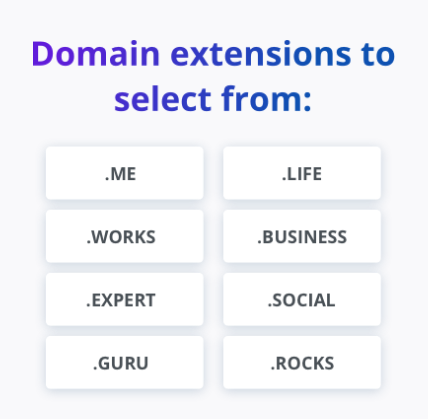 Domain extensions to
select from:
.ME
.LIFE
.WORKS
.BUSINESS
.EXPERT
.SOCIAL
.GURU
.ROCKS